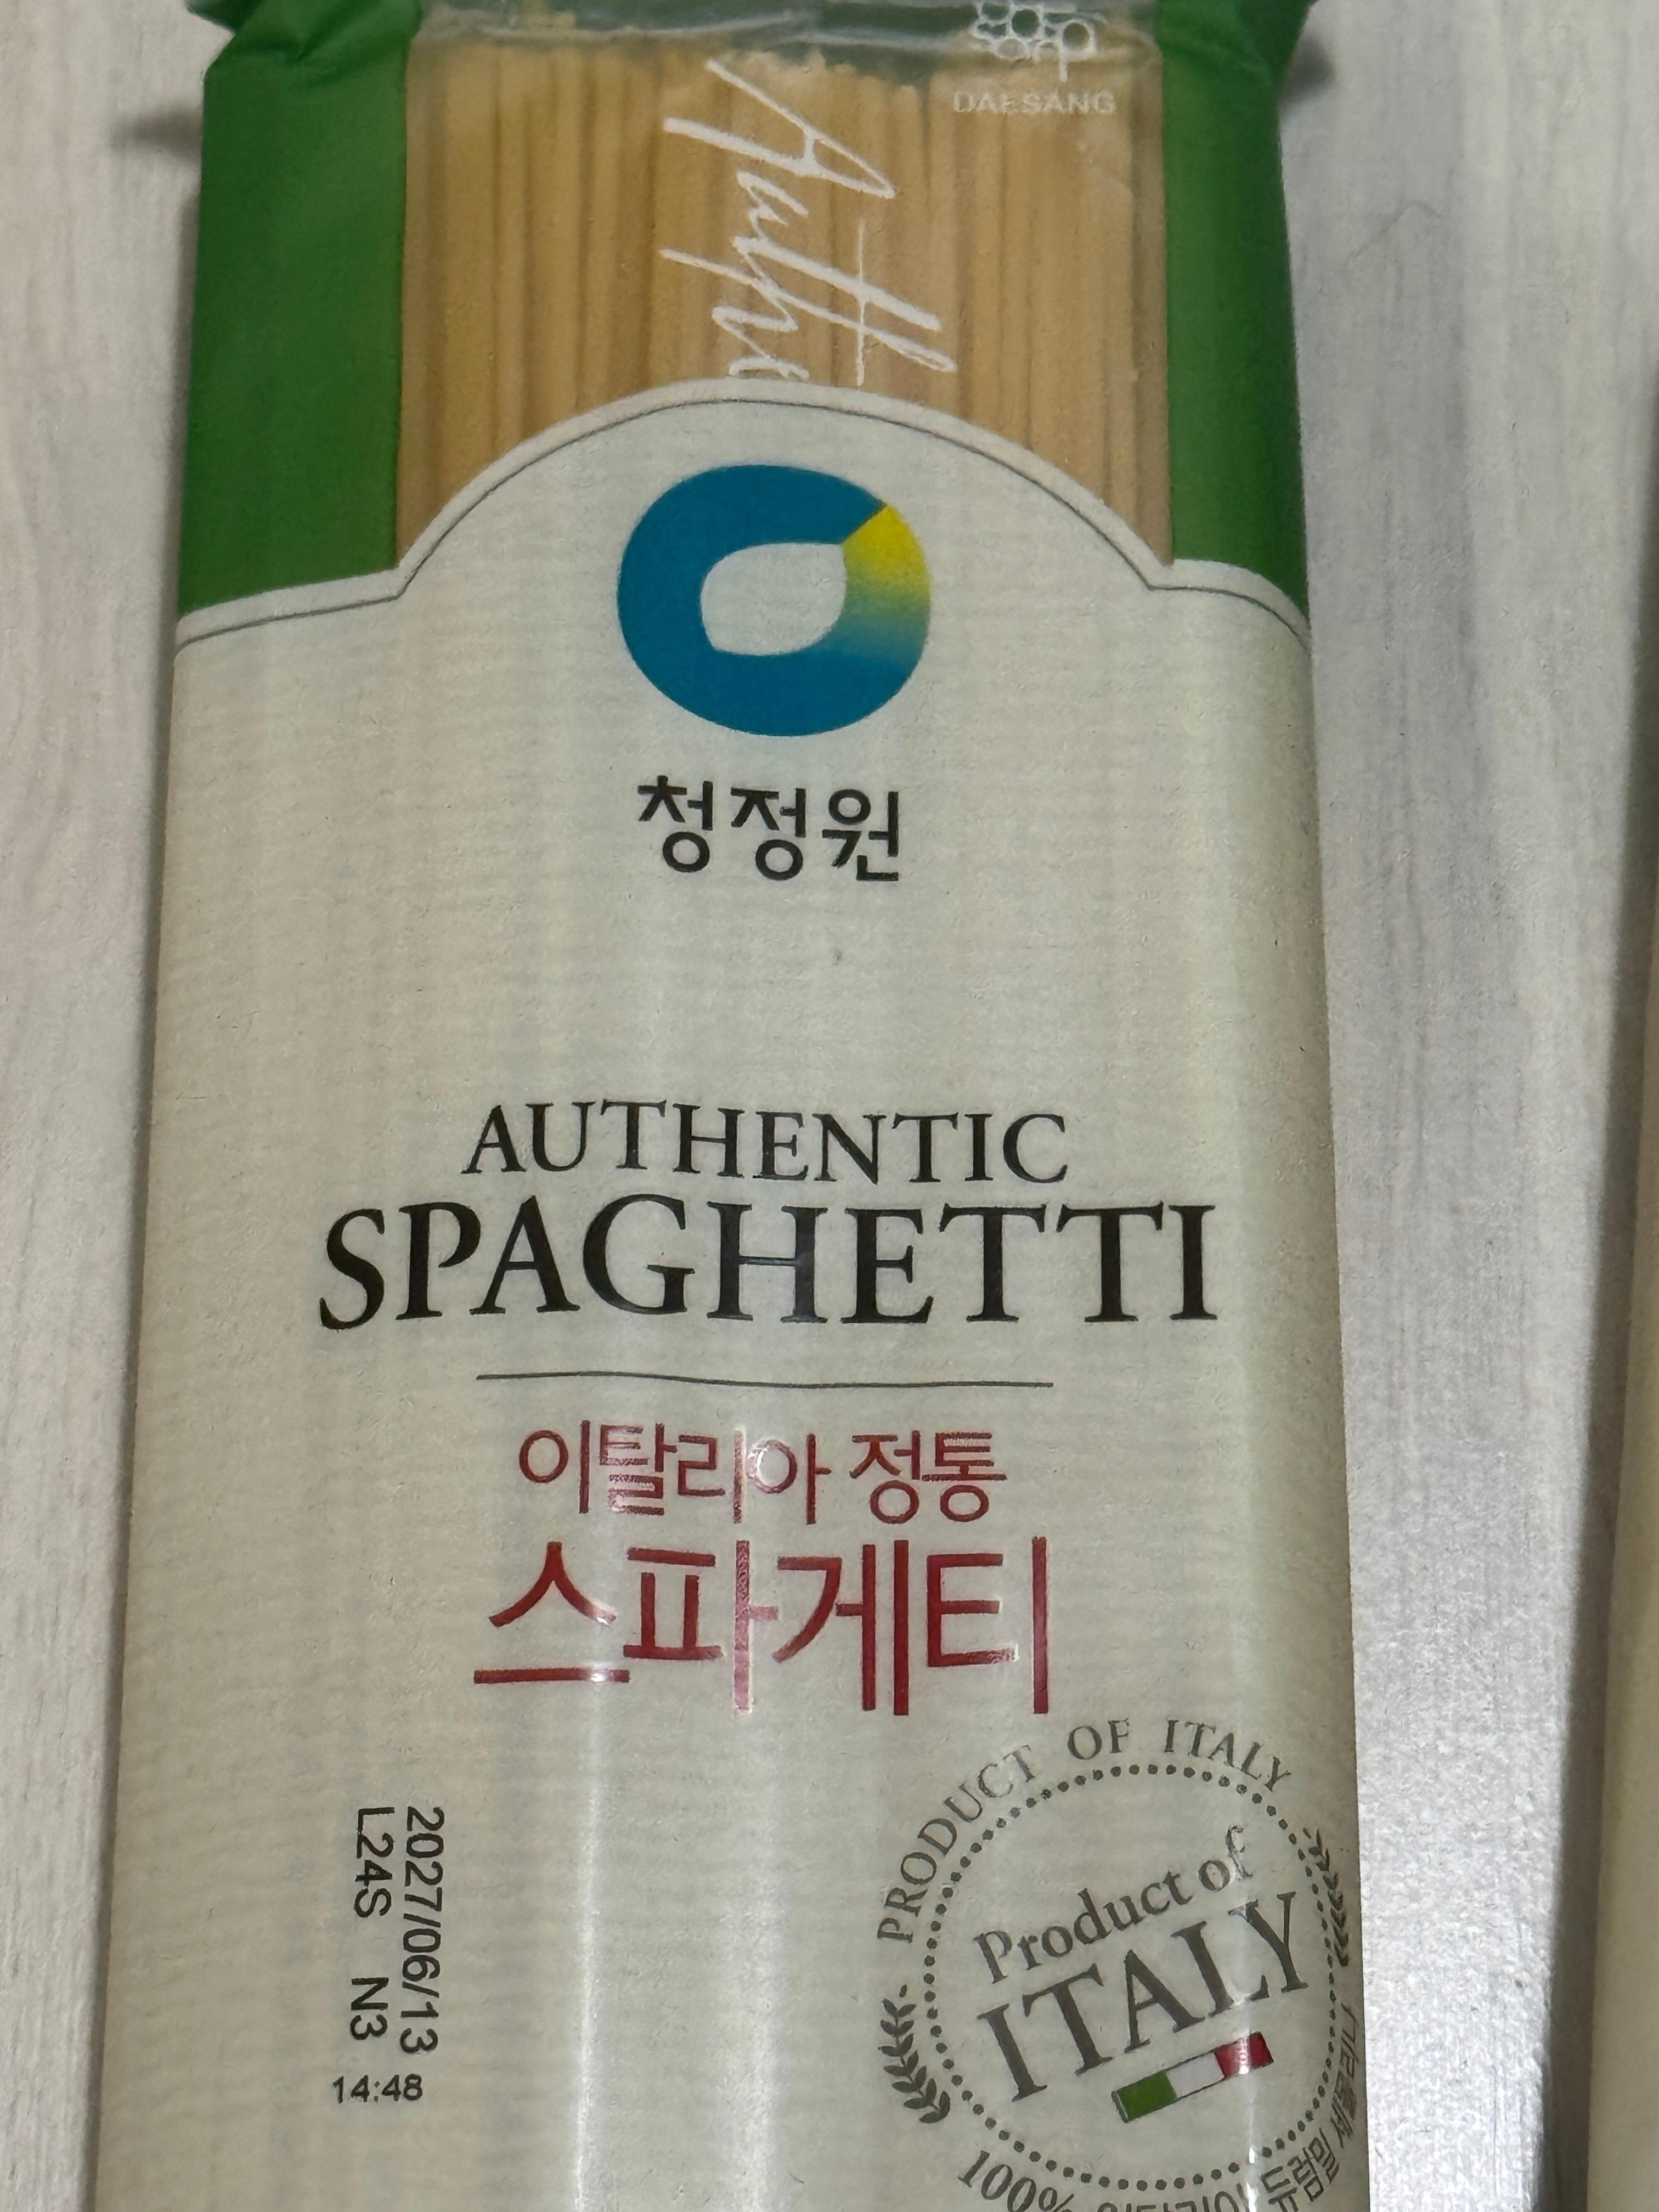 DAESANG
청정원
AUTHENTIC
SPAGHETTI
이탈리아 정통
스파게티
2027/06/13
L24S N3
14:48
PRODUCT OF ITALY
Product of
ITALY
100%